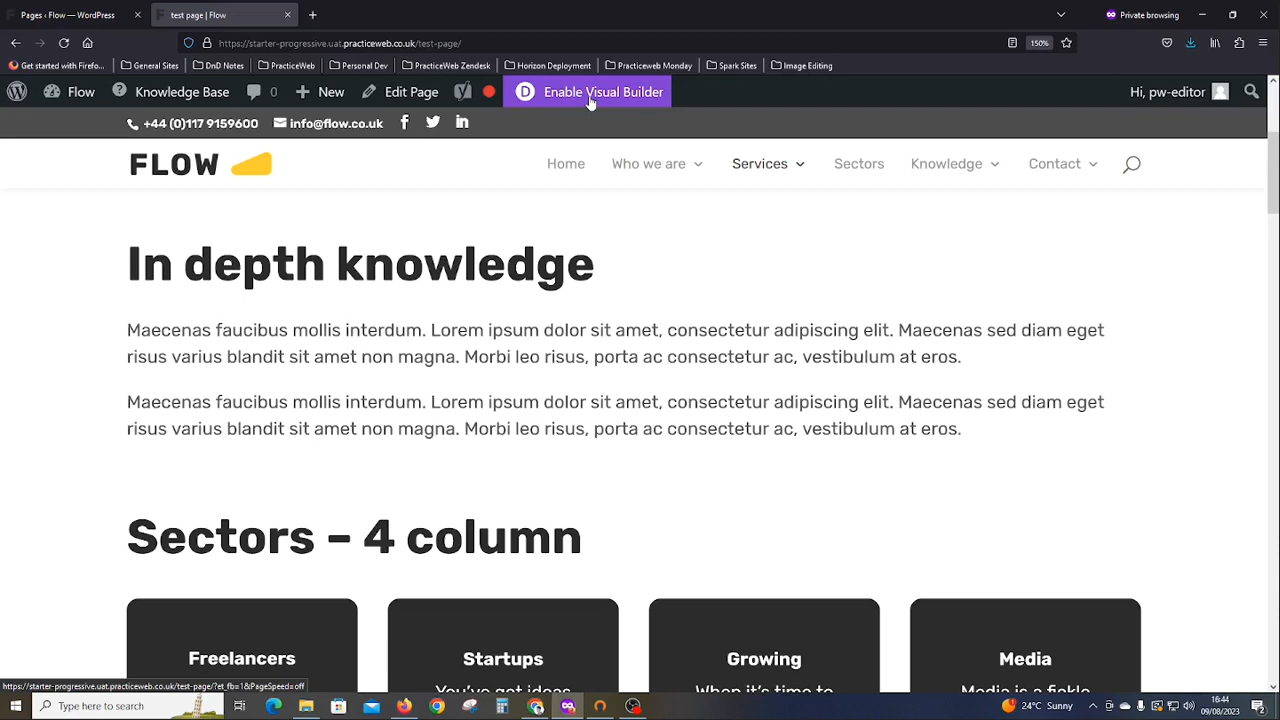 Pages ‹ Flow — WordPress
test page | Flow
Private browsing
https://starter-progressive.uat.practiceweb.co.uk/test-page/
150%
Get started with Firefo...
General Sites
DnD Notes
PracticeWeb
Personal Dev
PracticeWeb Zendesk
Horizon Deployment
Practiceweb Monday
Spark Sites
Image Editing
Flow
Knowledge Base
0
New
Edit Page
D
Enable Visual Builder
Hi, pw-editor
+44 (0)117 9159600
info@flow.co.uk
FLOW
Home
Who we are
Services
Sectors
Knowledge
Contact
In depth knowledge
Maecenas faucibus mollis interdum. Lorem ipsum dolor sit amet, consectetur adipiscing elit. Maecenas sed diam eget
risus varius blandit sit amet non magna. Morbi leo risus, porta ac consectetur ac, vestibulum at eros.
Maecenas faucibus mollis interdum. Lorem ipsum dolor sit amet, consectetur adipiscing elit. Maecenas sed diam eget
risus varius blandit sit amet non magna. Morbi leo risus, porta ac consectetur ac, vestibulum at eros.
Sectors – 4 column
Freelancers
Startups
Growing
Media
You've got ideas
When it's time to
Media is a fickle
https://starter-progressive.uat.practiceweb.co.uk/test-page/?et_fb=1&PageSpeed=off
Type here to search
24°C Sunny
16:44
09/08/2023
2